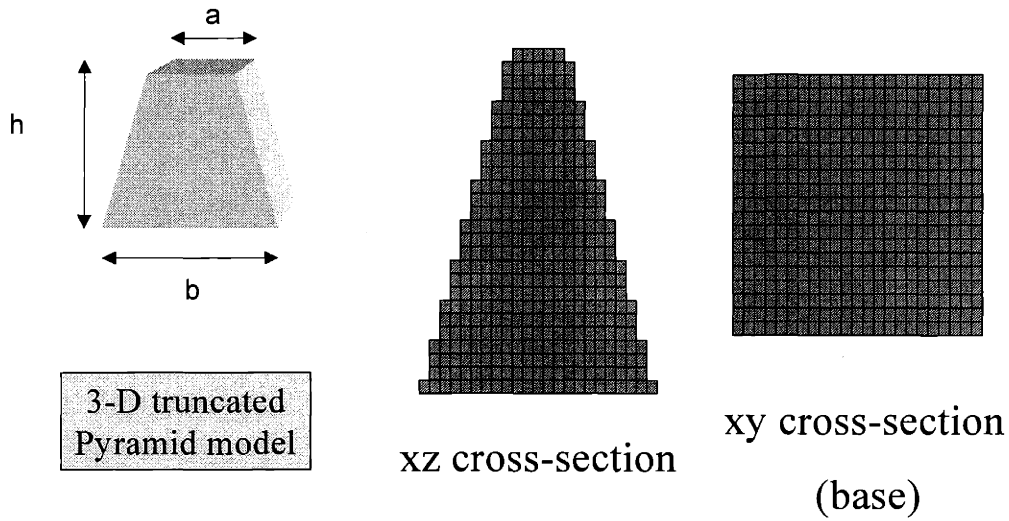 a
h
b
3-D truncated
Pyramid model
xz cross-section
xy cross-section
(base)